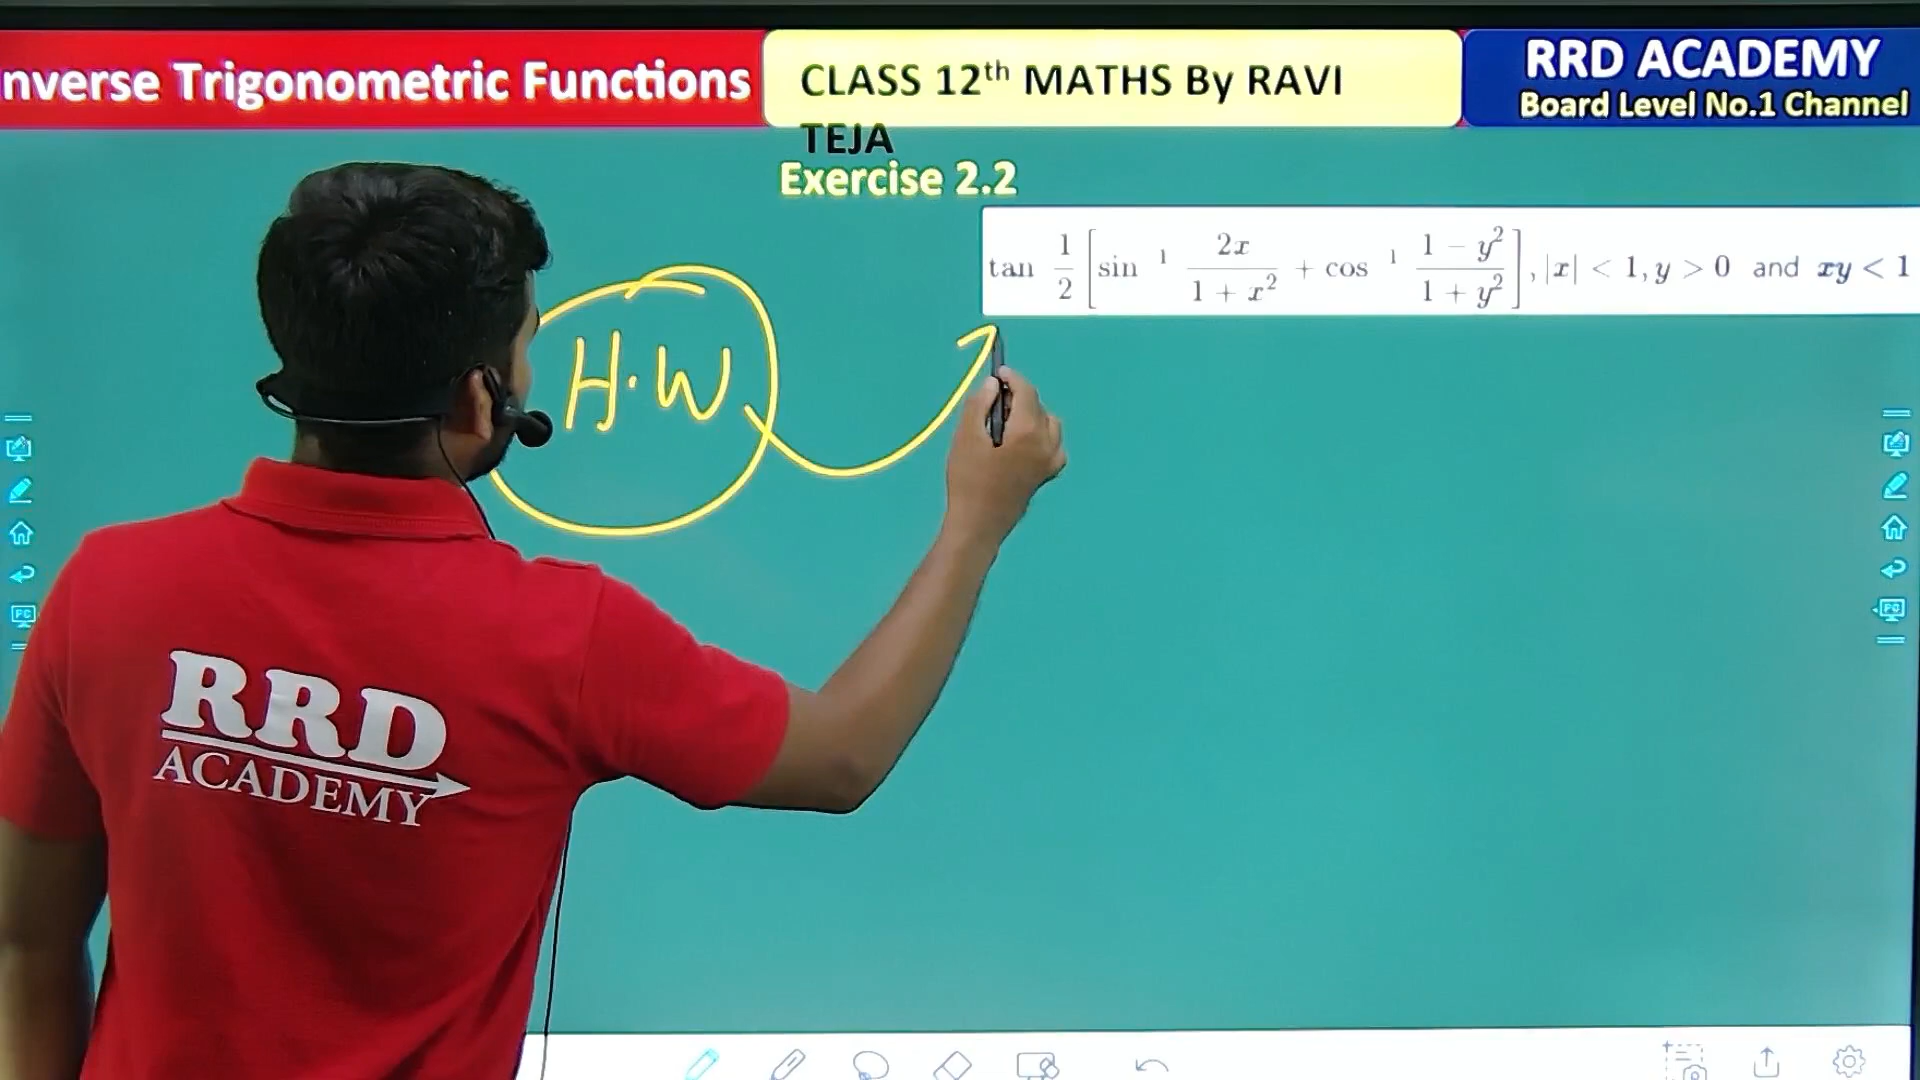 nverse Trigonometric Functions
CLASS 12th MATHS By RAVI
TEJA
RRD ACADEMY
Board Level No.1 Channel
Exercise 2.2
tan 1/2 [sin 1 2x/(1 + x²) + cos 1 (1 − y²)/(1 + y²)], |x| < 1, y > 0 and xy < 1
H.W
RRD
ACADEMY
PC
PC